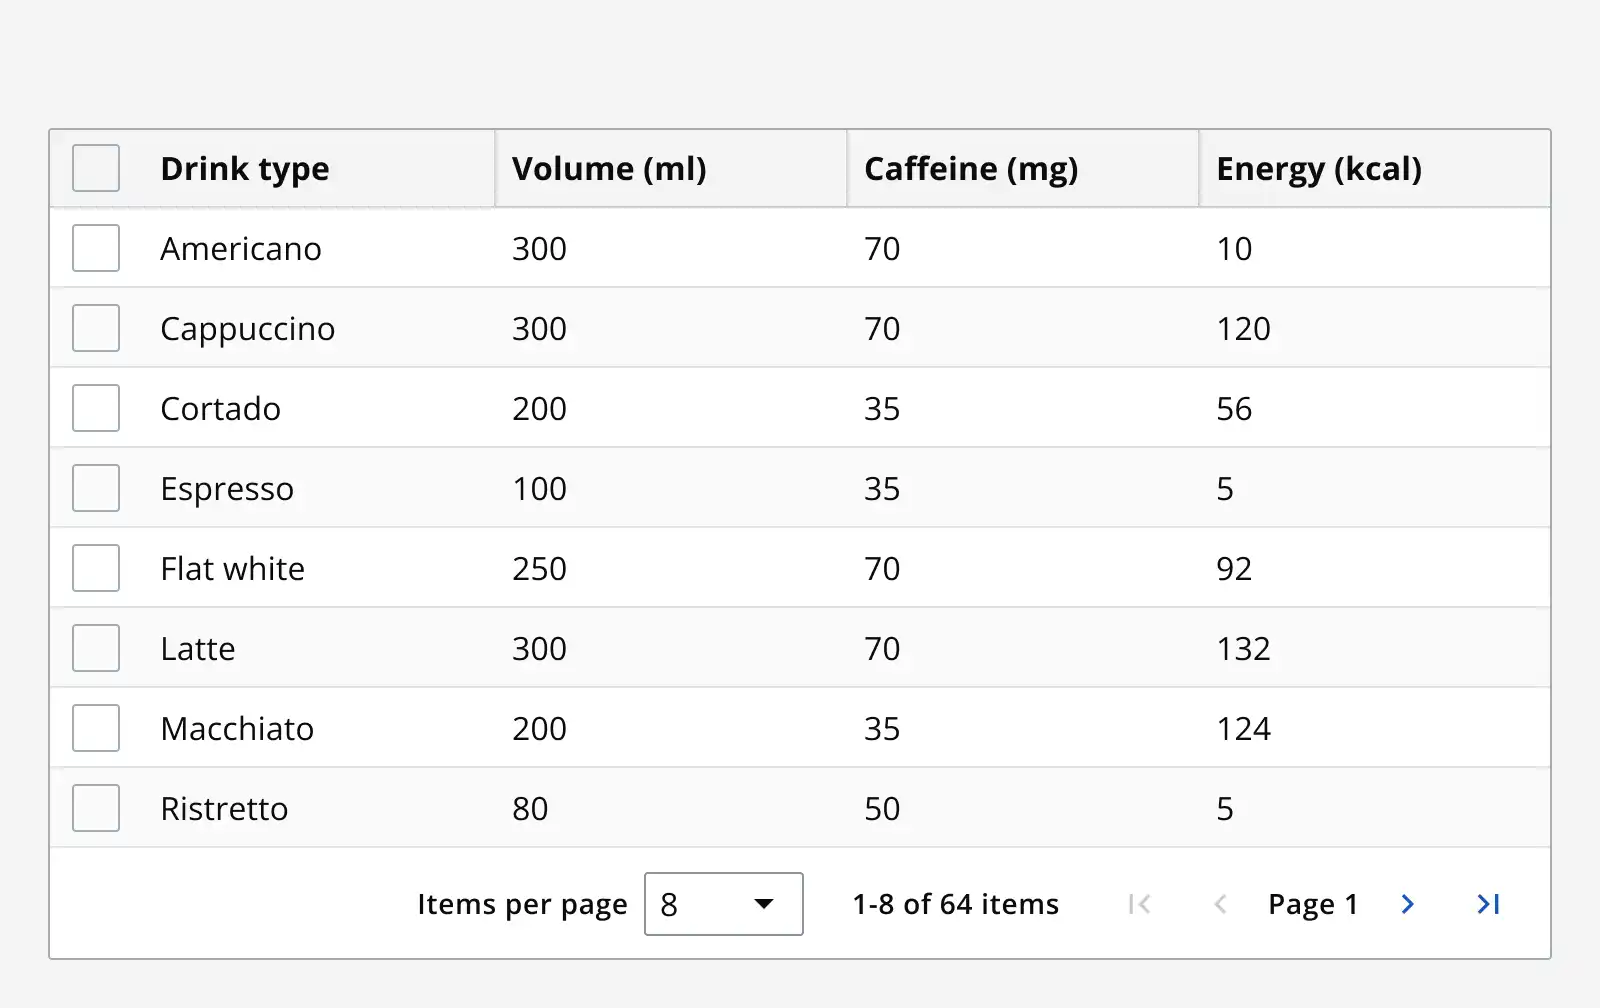 Drink type Volume (ml) Caffeine (mg) Energy (kcal)
Americano 300 70 10
Cappuccino 300 70 120
Cortado 200 35 56
Espresso 100 35 5
Flat white 250 70 92
Latte 300 70 132
Macchiato 200 35 124
Ristretto 80 50 5
Items per page 8 1-8 of 64 items Page 1